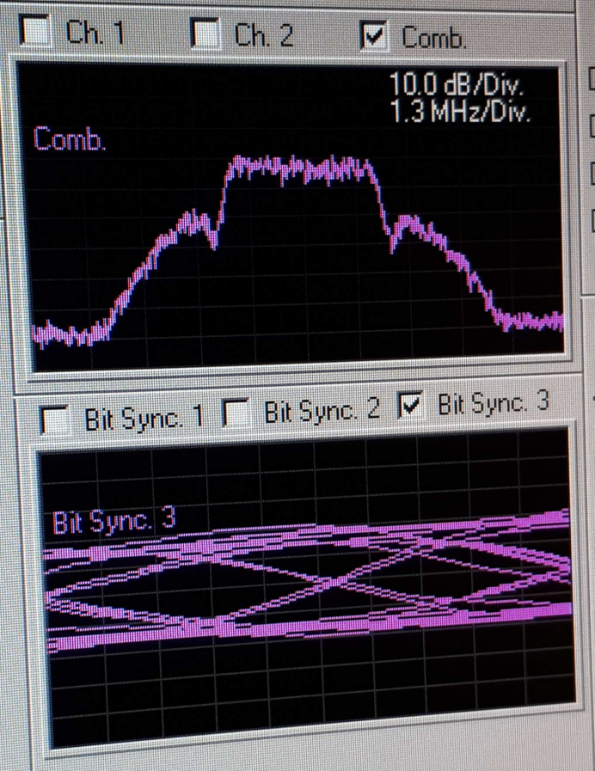 Ch. 1 Ch. 2 Comb.
10.0 dB/Div.
1.3 MHz/Div.
Comb.
Bit Sync. 1 Bit Sync. 2 Bit Sync. 3
Bit Sync. 3